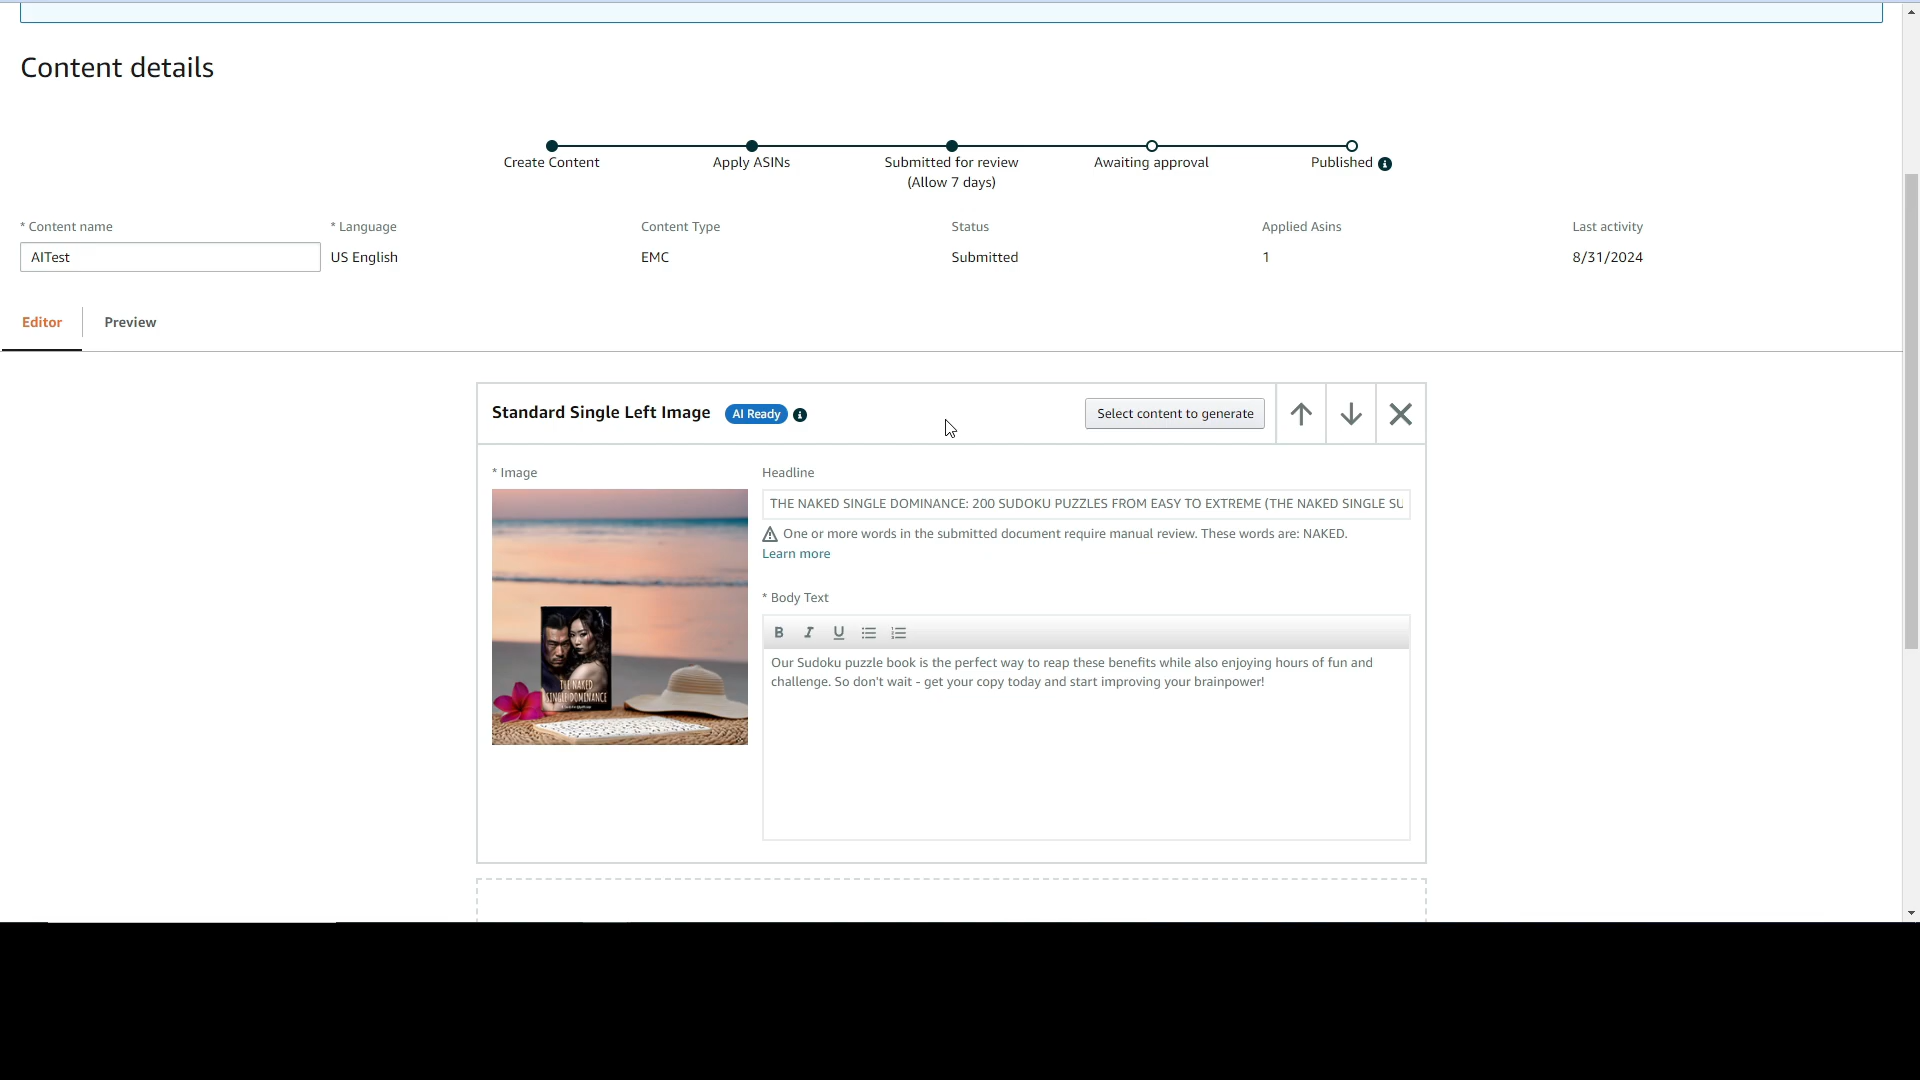 Content details
Create Content
Apply ASINs
Submitted for review
(Allow 7 days)
Awaiting approval
Published
* Content name
* Language
Content Type
Status
Applied Asins
Last activity
AITest
US English
EMC
Submitted
1
8/31/2024
Editor
Preview
Standard Single Left Image
AI Ready
Select content to generate
* Image
Headline
THE NAKED SINGLE DOMINANCE: 200 SUDOKU PUZZLES FROM EASY TO EXTREME (THE NAKED SINGLE SU
One or more words in the submitted document require manual review. These words are: NAKED.
Learn more
* Body Text
B I U
Our Sudoku puzzle book is the perfect way to reap these benefits while also enjoying hours of fun and
challenge. So don't wait - get your copy today and start improving your brainpower!
THE NAKED
SINGLE DOMINANCE